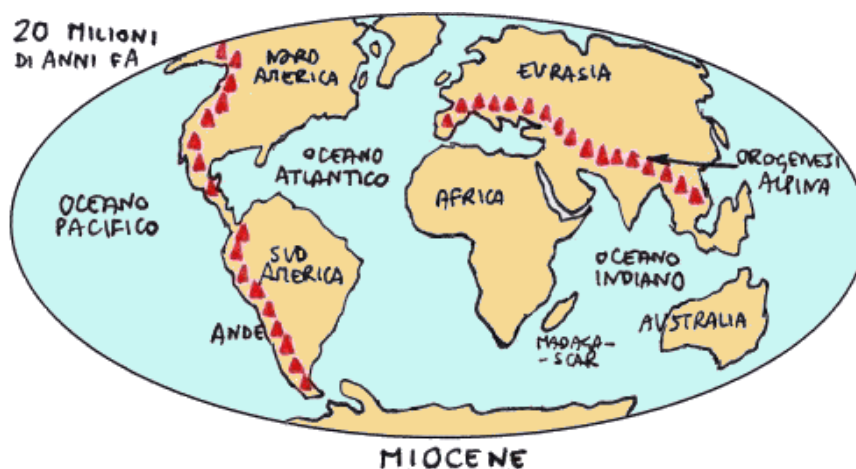 20 MILIONI
DI ANNI FA
NORD
AMERICA
EURASIA
OCEANO
ATLANTICO
OROGENESI
ALPINA
AFRICA
OCEANO
PACIFICO
SUD
AMERICA
OCEANO
INDIANO
ANDE
AUSTRALIA
MADAGA-
-SCAR
MIOCENE